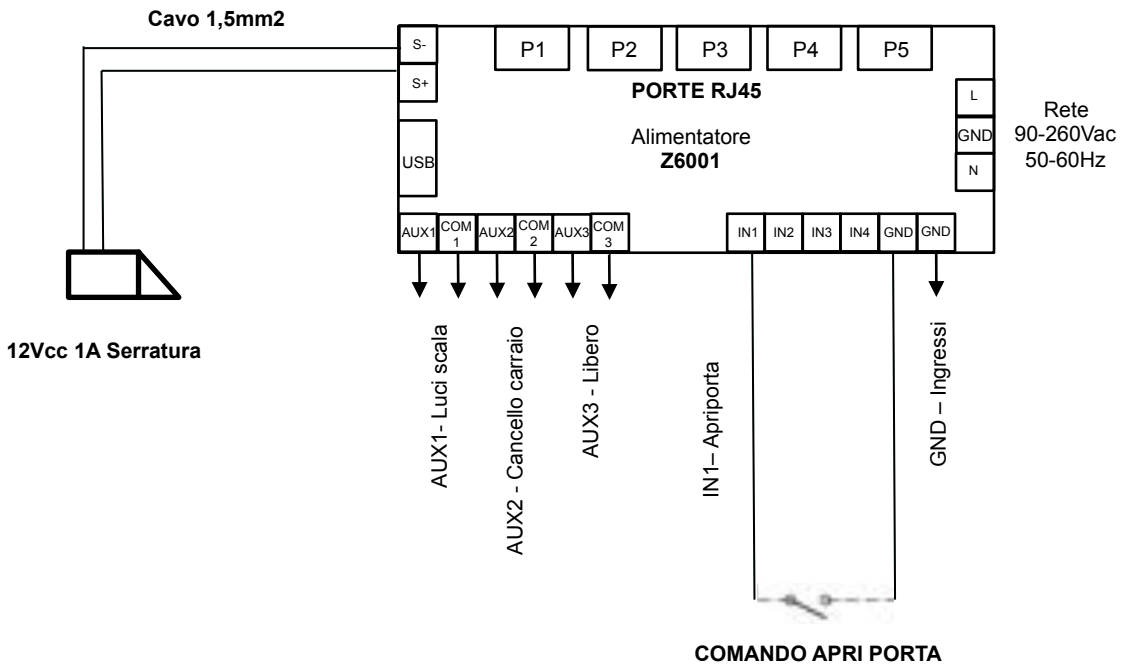 Cavo 1,5mm2
S-
S+
USB
P1 P2 P3 P4 P5
PORTE RJ45
Alimentatore
Z6001
L
GND
N
Rete
90-260Vac
50-60Hz
AUX1 COM 1 AUX2 COM 2 AUX3 COM 3
IN1 IN2 IN3 IN4 GND GND
12Vcc 1A Serratura
AUX1- Luci scala
AUX2 - Cancello carraio
AUX3 - Libero
IN1– Apriporta
GND – Ingressi
COMANDO APRI PORTA